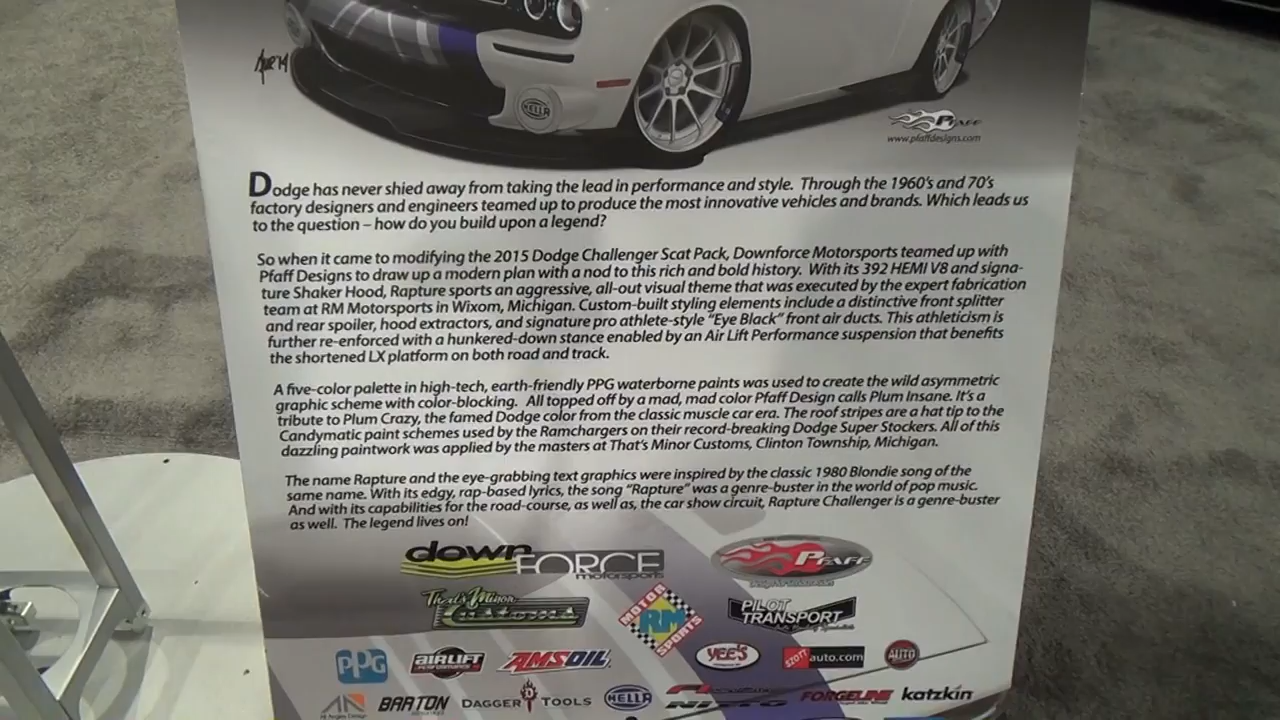 HELLA
PFAFF
www.pfaffdesigns.com
Dodge has never shied away from taking the lead in performance and style. Through the 1960's and 70's
factory designers and engineers teamed up to produce the most innovative vehicles and brands. Which leads us
to the question – how do you build upon a legend?
So when it came to modifying the 2015 Dodge Challenger Scat Pack, Downforce Motorsports teamed up with
Pfaff Designs to draw up a modern plan with a nod to this rich and bold history. With its 392 HEMI V8 and signa-
ture Shaker Hood, Rapture sports an aggressive, all-out visual theme that was executed by the expert fabrication
team at RM Motorsports in Wixom, Michigan. Custom-built styling elements include a distinctive front splitter
and rear spoiler, hood extractors, and signature pro athlete-style "Eye Black" front air ducts. This athleticism is
further re-enforced with a hunkered-down stance enabled by an Air Lift Performance suspension that benefits
the shortened LX platform on both road and track.
A five-color palette in high-tech, earth-friendly PPG waterborne paints was used to create the wild asymmetric
graphic scheme with color-blocking. All topped off by a mad, mad color Pfaff Design calls Plum Insane. It's a
tribute to Plum Crazy, the famed Dodge color from the classic muscle car era. The roof stripes are a hat tip to the
Candymatic paint schemes used by the Ramchargers on their record-breaking Dodge Super Stockers. All of this
dazzling paintwork was applied by the masters at That's Minor Customs, Clinton Township, Michigan.
The name Rapture and the eye-grabbing text graphics were inspired by the classic 1980 Blondie song of the
same name. With its edgy, rap-based lyrics, the song "Rapture" was a genre-buster in the world of pop music.
And with its capabilities for the road-course, as well as, the car show circuit, Rapture Challenger is a genre-buster
as well. The legend lives on!
down FORCE motorsports
PFAFF
That's Minor Customs
MOTOR RM SPORTS
PILOT TRANSPORT
PPG AIRLIFT PERFORMANCE AMSOIL YEE'S SZOTT auto.com AUTO
BARTON DAGGER D TOOLS HELLA NITTO FORGELINE katzkin